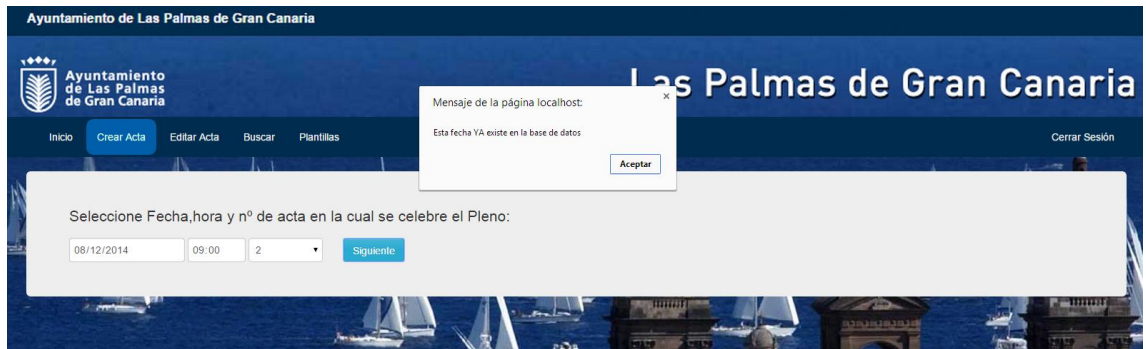 Ayuntamiento de Las Palmas de Gran Canaria
Ayuntamiento
de Las Palmas
de Gran Canaria
Las Palmas de Gran Canaria
Mensaje de la página localhost:
×
Esta fecha YA existe en la base de datos
Aceptar
Inicio Crear Acta Editar Acta Buscar Plantillas Cerrar Sesión
Seleccione Fecha,hora y nº de acta en la cual se celebre el Pleno:
08/12/2014 09:00 2 Siguiente